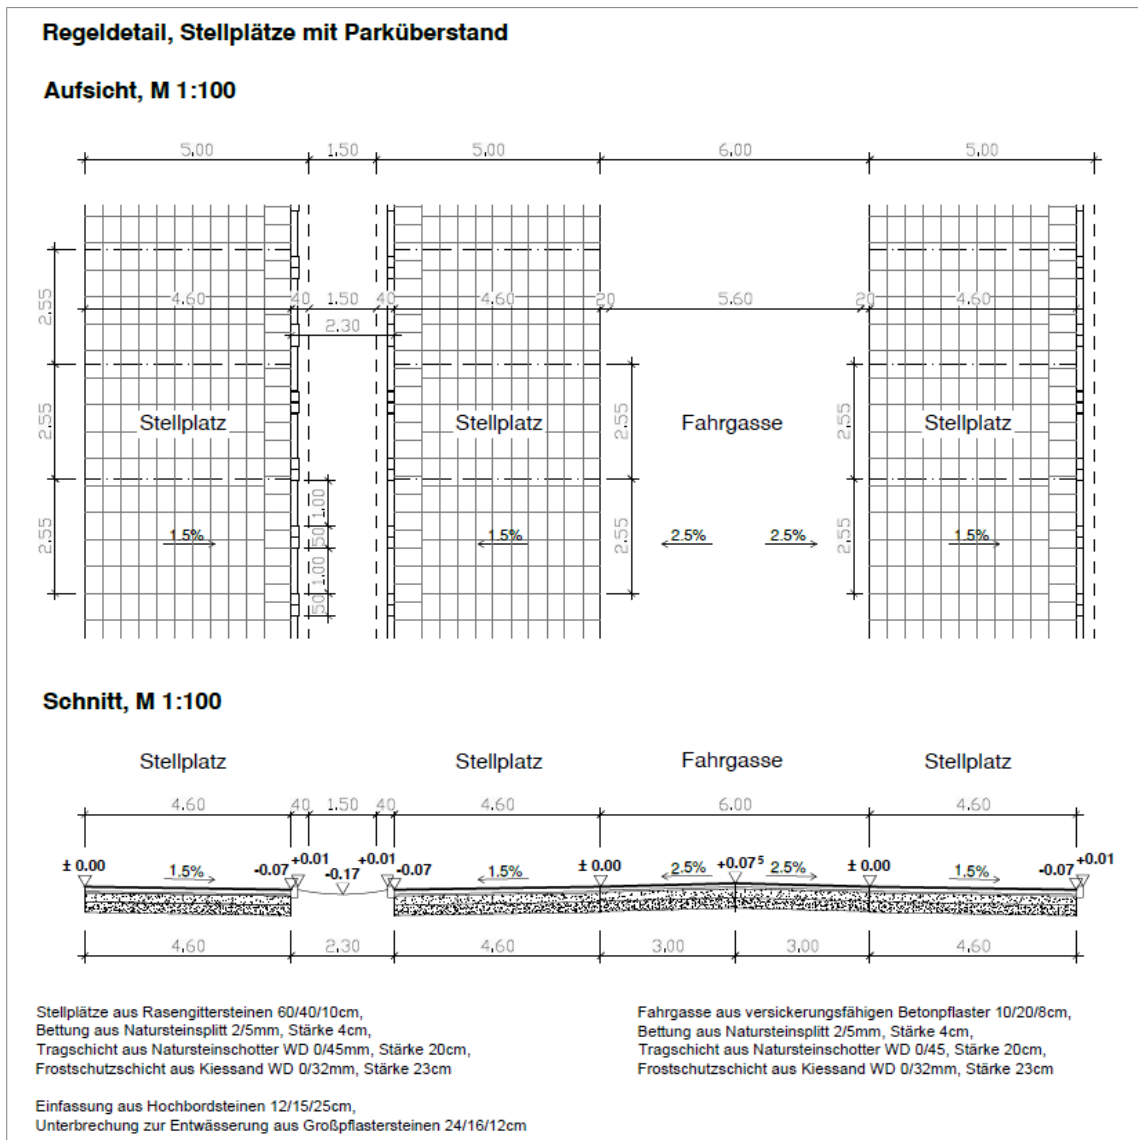 Regeldetail, Stellplätze mit Parküberstand
Aufsicht, M 1:100
5.00 1.50 5.00 6.00 5.00
4.60 40 1.50 40 4.60 20 5.60 20 4.60
2.30
2.55
2.55
2.55
2.55
2.55
2.55
2.55
Stellplatz Stellplatz Fahrgasse Stellplatz
1.00
50
1.00
50
1.5% 1.5% 2.5% 2.5% 1.5%
Schnitt, M 1:100
Stellplatz Stellplatz Fahrgasse Stellplatz
4.60 40 1.50 40 4.60 6.00 4.60
± 0.00 1.5% -0.07 +0.01 -0.17 +0.01 -0.07 1.5% ± 0.00 2.5% +0.07⁵ 2.5% ± 0.00 1.5% -0.07 +0.01
4.60 2.30 4.60 3.00 3.00 4.60
Stellplätze aus Rasengittersteinen 60/40/10cm,
Bettung aus Natursteinsplitt 2/5mm, Stärke 4cm,
Tragschicht aus Natursteinschotter WD 0/45mm, Stärke 20cm,
Frostschutzschicht aus Kiessand WD 0/32mm, Stärke 23cm
Einfassung aus Hochbordsteinen 12/15/25cm,
Unterbrechung zur Entwässerung aus Großpflastersteinen 24/16/12cm
Fahrgasse aus versickerungsfähigen Betonpflaster 10/20/8cm,
Bettung aus Natursteinsplitt 2/5mm, Stärke 4cm,
Tragschicht aus Natursteinschotter WD 0/45, Stärke 20cm,
Frostschutzschicht aus Kiessand WD 0/32mm, Stärke 23cm